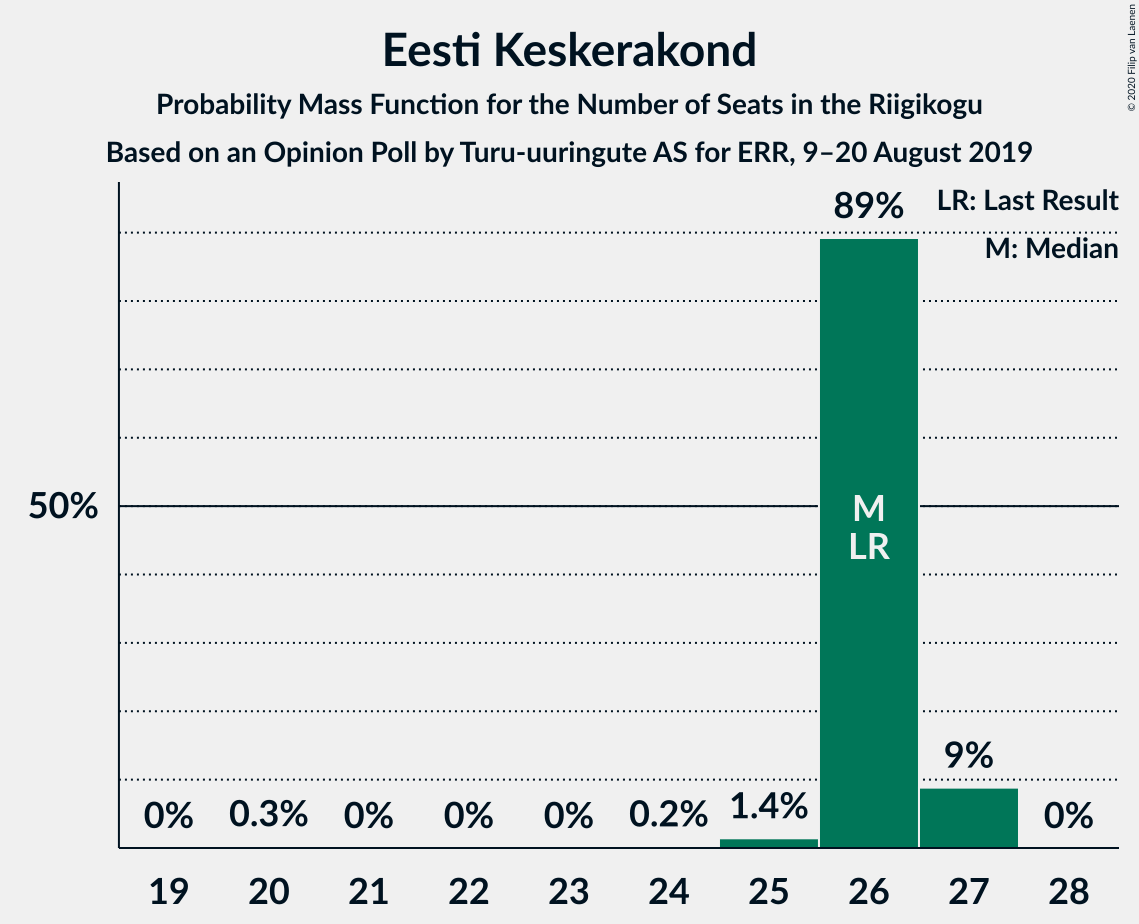 Eesti Keskerakond
Probability Mass Function for the Number of Seats in the Riigikogu
Based on an Opinion Poll by Turu-uuringute AS for ERR, 9–20 August 2019
© 2020 Filip van Laenen
LR: Last Result
M: Median
50%
0%
0.3%
0%
0%
0%
0.2%
1.4%
89%
9%
0%
M
LR
19
20
21
22
23
24
25
26
27
28